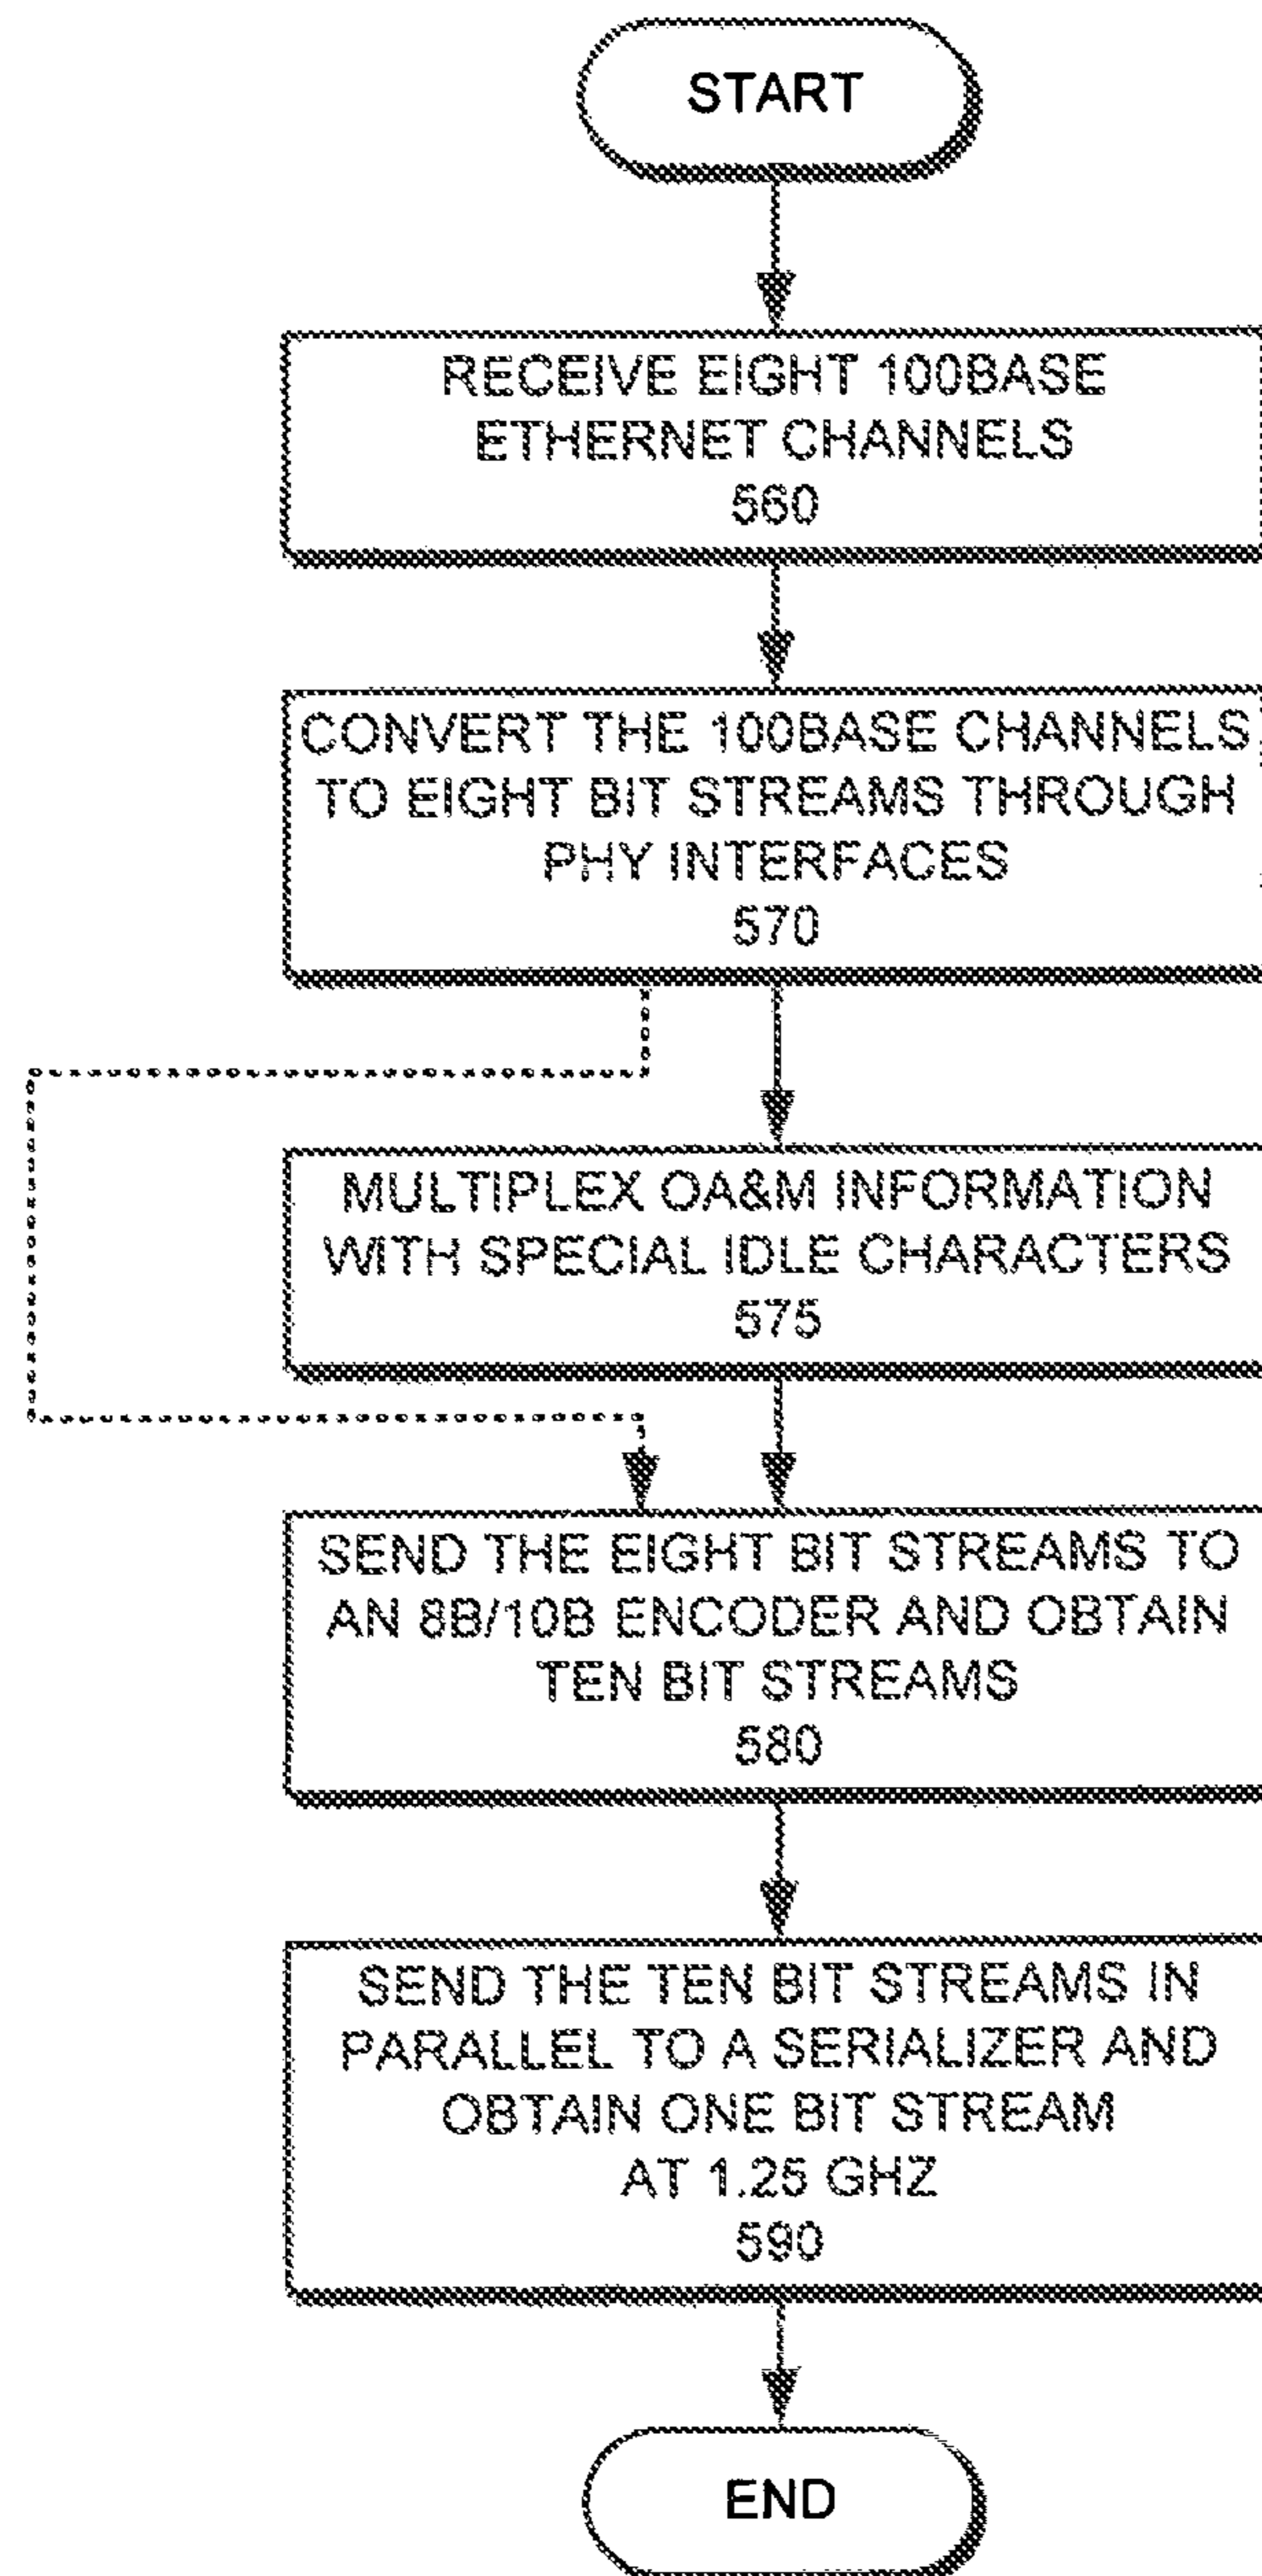 START
RECEIVE EIGHT 100BASE
ETHERNET CHANNELS
560
CONVERT THE 100BASE CHANNELS
TO EIGHT BIT STREAMS THROUGH
PHY INTERFACES
570
MULTIPLEX OA&M INFORMATION
WITH SPECIAL IDLE CHARACTERS
575
SEND THE EIGHT BIT STREAMS TO
AN 8B/10B ENCODER AND OBTAIN
TEN BIT STREAMS
580
SEND THE TEN BIT STREAMS IN
PARALLEL TO A SERIALIZER AND
OBTAIN ONE BIT STREAM
AT 1.25 GHZ
590
END